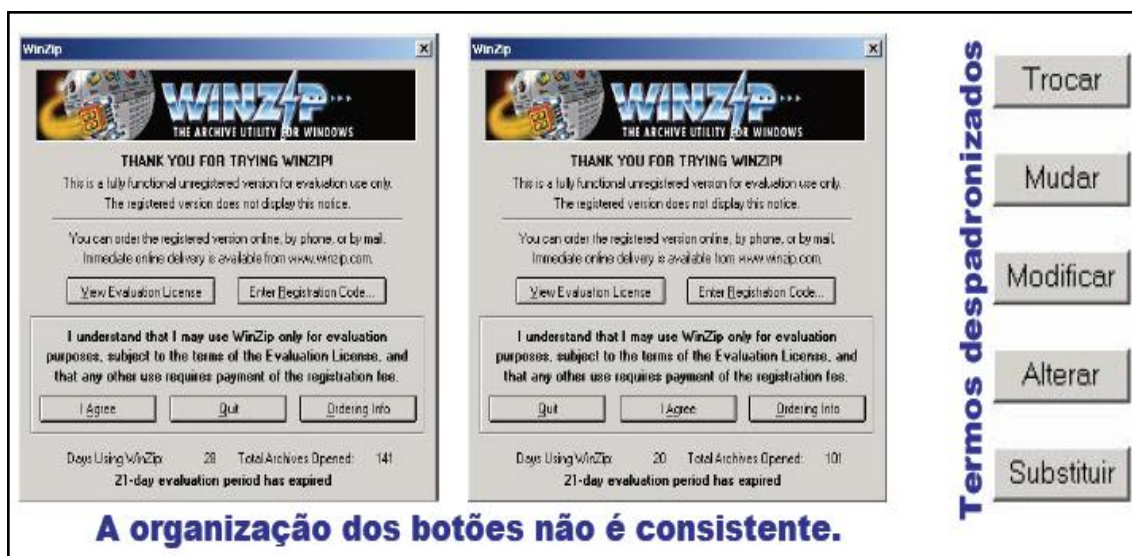 WinZip
WINZIP
THE ARCHIVE UTILITY FOR WINDOWS
THANK YOU FOR TRYING WINZIP!
This is a fully functional unregistered version for evaluation use only.
The registered version does not display this notice.
You can order the registered version online, by phone, or by mail.
Immediate online delivery is available from www.winzip.com.
View Evaluation License
Enter Registration Code...
I understand that I may use WinZip only for evaluation
purposes, subject to the terms of the Evaluation License, and
that any other use requires payment of the registration fee.
I Agree
Quit
Ordering Info
Days Using WinZip: 28 Total Archives Opened: 141
21-day evaluation period has expired
WinZip
WINZIP
THE ARCHIVE UTILITY FOR WINDOWS
THANK YOU FOR TRYING WINZIP!
This is a fully functional unregistered version for evaluation use only.
The registered version does not display this notice.
You can order the registered version online, by phone, or by mail.
Immediate online delivery is available from www.winzip.com.
View Evaluation License
Enter Registration Code...
I understand that I may use WinZip only for evaluation
purposes, subject to the terms of the Evaluation License, and
that any other use requires payment of the registration fee.
Quit
I Agree
Ordering Info
Days Using WinZip: 20 Total Archives Opened: 101
21-day evaluation period has expired
A organização dos botões não é consistente.
Termos despadronizados
Trocar
Mudar
Modificar
Alterar
Substituir